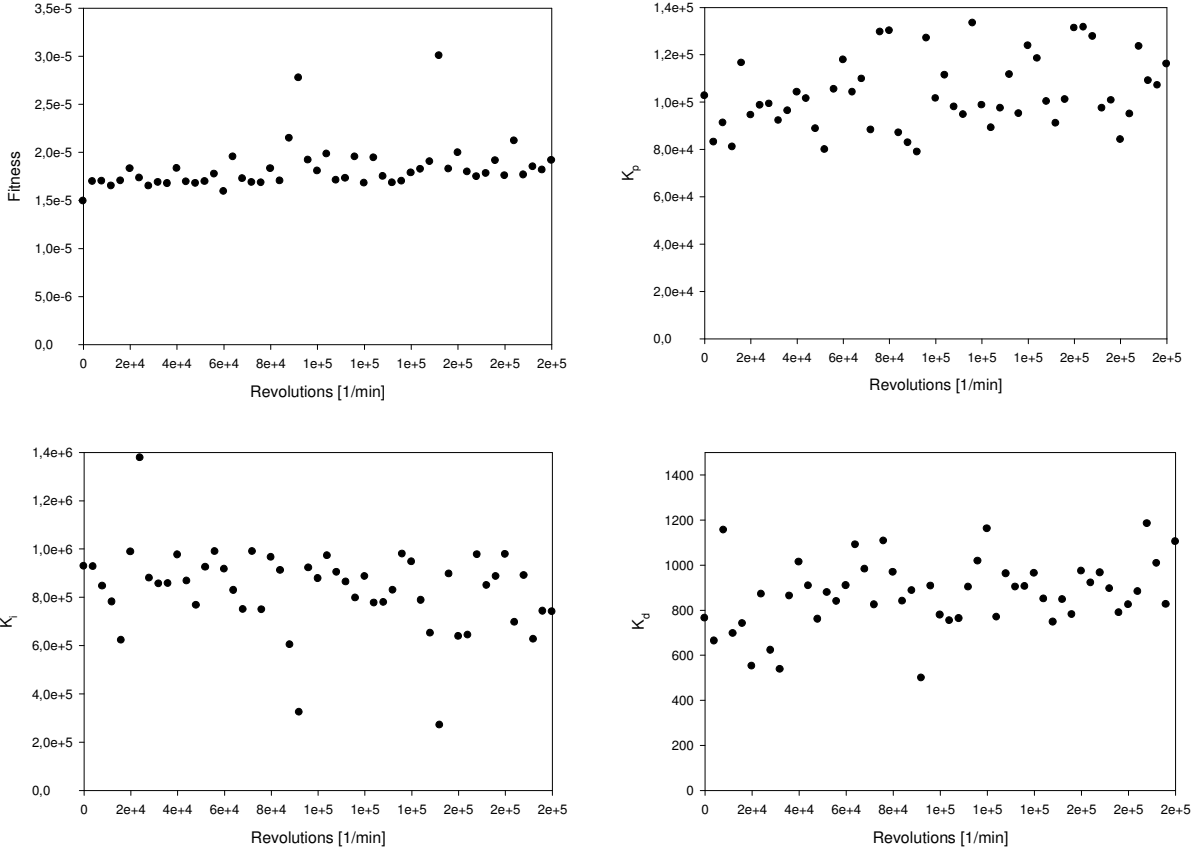 3,5e-5
3,0e-5
2,5e-5
2,0e-5
1,5e-5
1,0e-5
5,0e-6
0,0
Fitness
0 2e+4 4e+4 6e+4 8e+4 1e+5 1e+5 1e+5 2e+5 2e+5 2e+5
Revolutions [1/min]
1,4e+5
1,2e+5
1,0e+5
8,0e+4
6,0e+4
4,0e+4
2,0e+4
0,0
Kp
0 2e+4 4e+4 6e+4 8e+4 1e+5 1e+5 1e+5 2e+5 2e+5 2e+5
Revolutions [1/min]
1,4e+6
1,2e+6
1,0e+6
8,0e+5
6,0e+5
4,0e+5
2,0e+5
0,0
Ki
0 2e+4 4e+4 6e+4 8e+4 1e+5 1e+5 1e+5 2e+5 2e+5 2e+5
Revolutions [1/min]
1400
1200
1000
800
600
400
200
0
Kd
0 2e+4 4e+4 6e+4 8e+4 1e+5 1e+5 1e+5 2e+5 2e+5 2e+5
Revolutions [1/min]